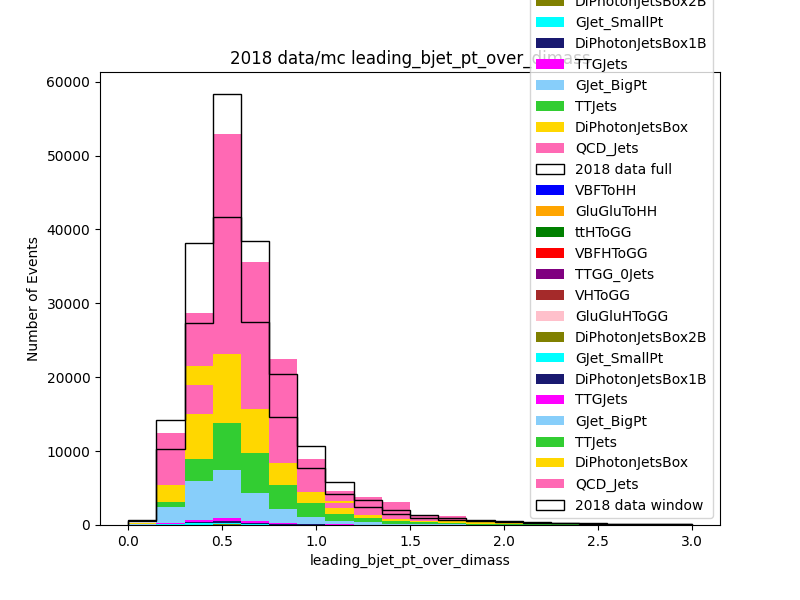 DiPhotonJetsBox2B
GJet_SmallPt
DiPhotonJetsBox1B
2018 data/mc leading_bjet_pt_over_dimass
TTGJets
GJet_BigPt
TTJets
DiPhotonJetsBox
QCD_Jets
2018 data full
VBFToHH
GluGluToHH
ttHToGG
VBFHToGG
TTGG_0Jets
VHToGG
GluGluHToGG
DiPhotonJetsBox2B
GJet_SmallPt
DiPhotonJetsBox1B
TTGJets
GJet_BigPt
TTJets
DiPhotonJetsBox
QCD_Jets
2018 data window
Number of Events
60000
50000
40000
30000
20000
10000
0
0.0 0.5 1.0 1.5 2.0 2.5 3.0
leading_bjet_pt_over_dimass